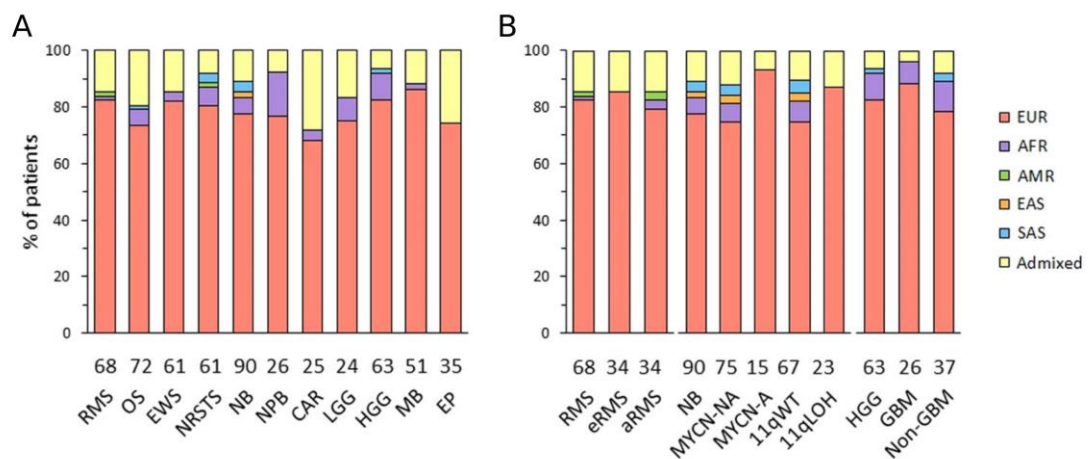 A
B
% of patients
100
80
60
40
20
0
68 72 61 61 90 26 25 24 63 51 35
RMS OS EWS NRSTS NB NPB CAR LGG HGG MB EP
100
80
60
40
20
0
68 34 34 90 75 15 67 23 63 26 37
RMS eRMS aRMS NB MYCN-NA MYCN-A 11qWT 11qLOH HGG GBM Non-GBM
EUR
AFR
AMR
EAS
SAS
Admixed